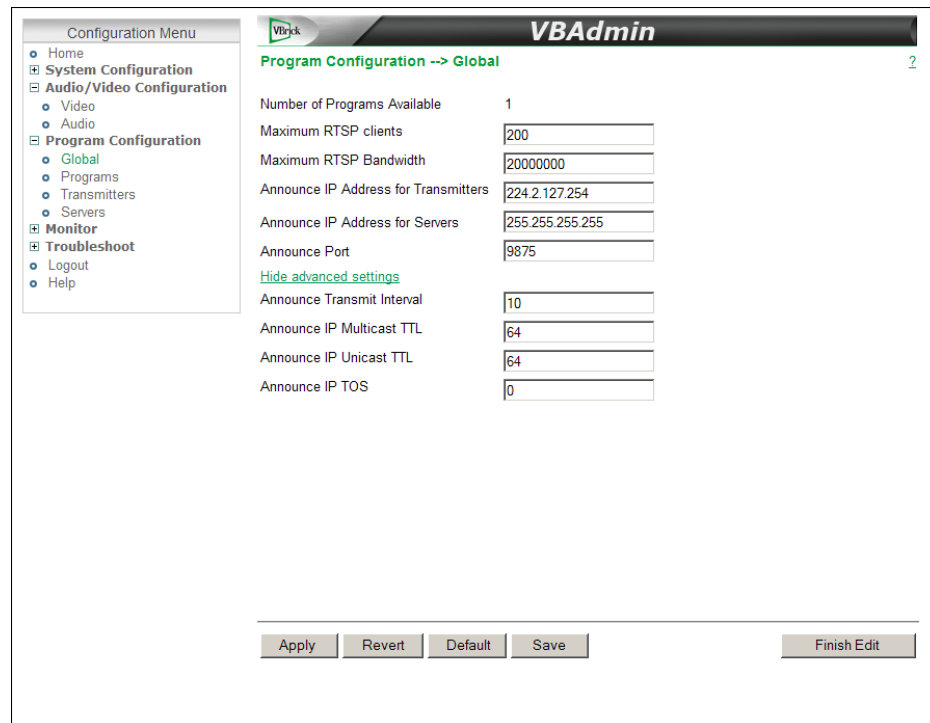 Configuration Menu
Home
System Configuration
Audio/Video Configuration
Video
Audio
Program Configuration
Global
Programs
Transmitters
Servers
Monitor
Troubleshoot
Logout
Help
VBrick
VBAdmin
Program Configuration --> Global
?
Number of Programs Available 1
Maximum RTSP clients 200
Maximum RTSP Bandwidth 20000000
Announce IP Address for Transmitters 224.2.127.254
Announce IP Address for Servers 255.255.255.255
Announce Port 9875
Hide advanced settings
Announce Transmit Interval 10
Announce IP Multicast TTL 64
Announce IP Unicast TTL 64
Announce IP TOS 0
Apply Revert Default Save Finish Edit